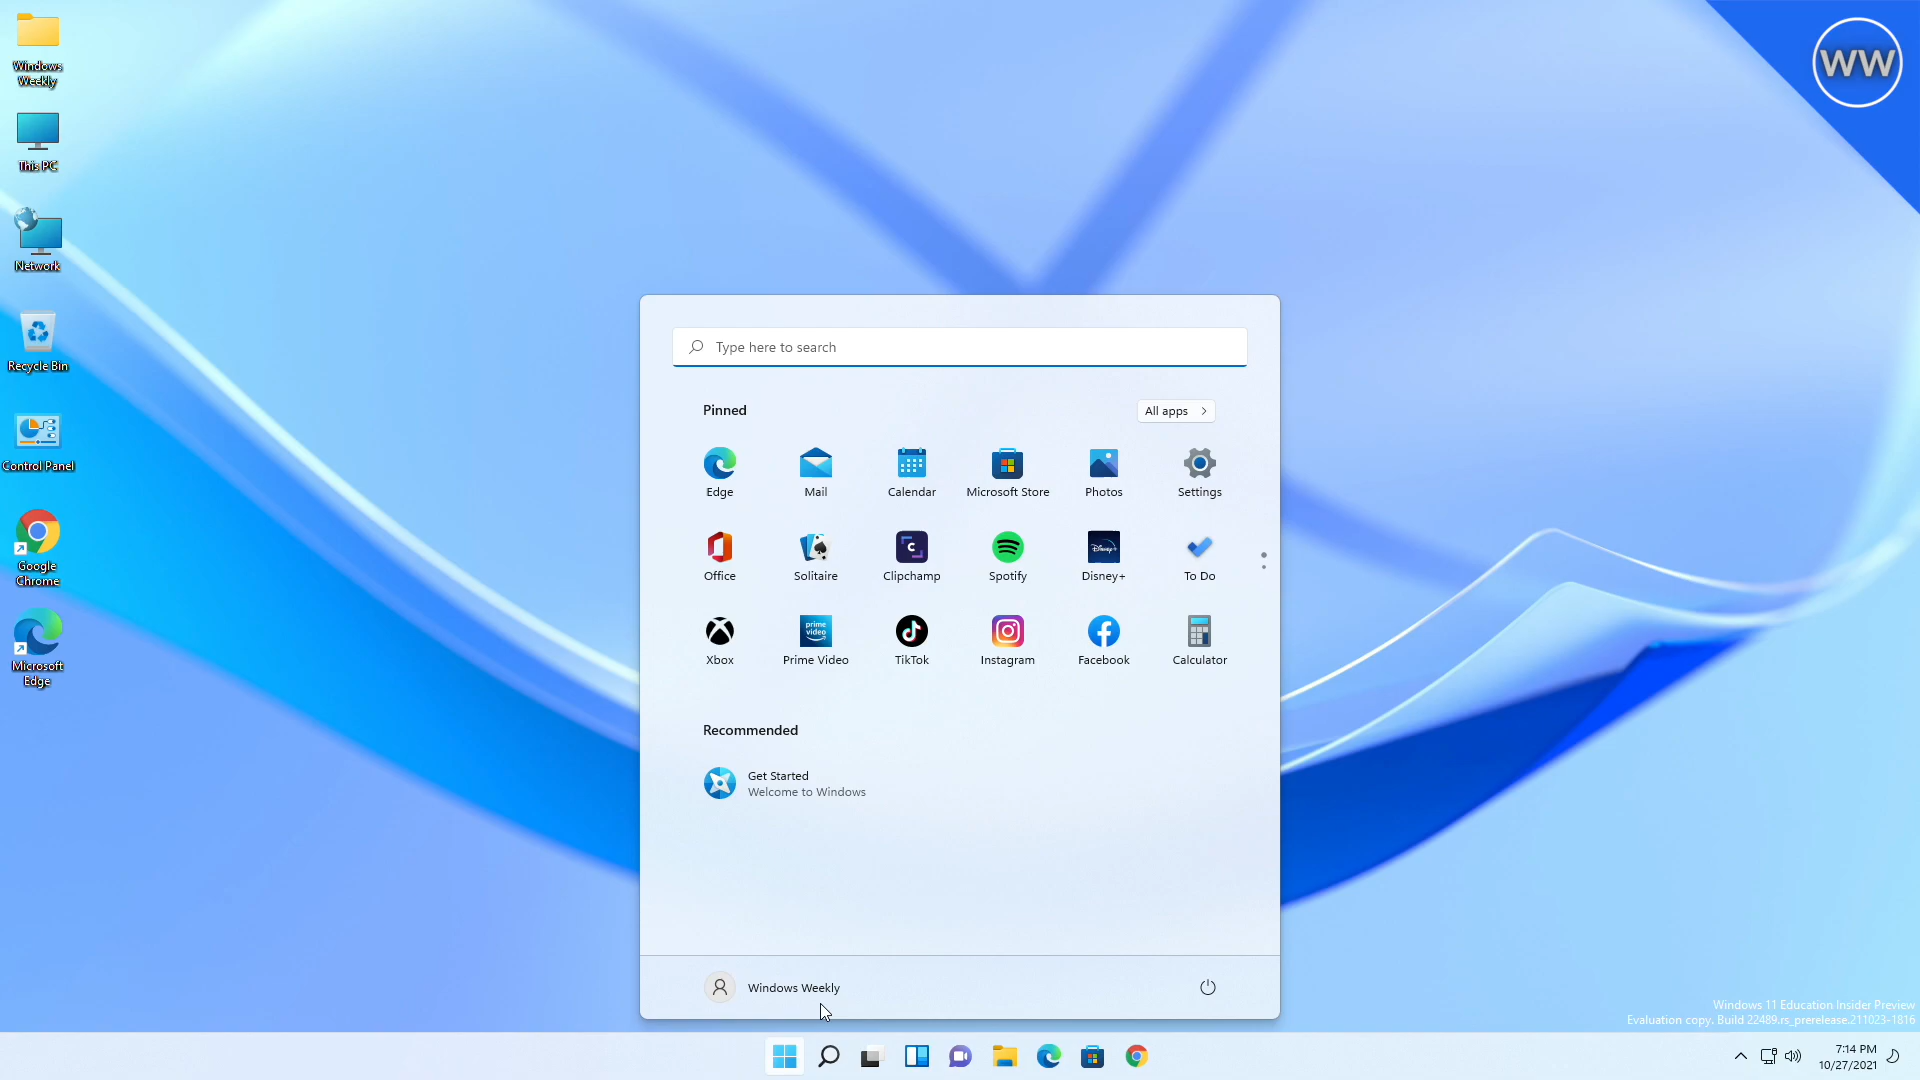 Windows
Weekly
This PC
Network
Recycle Bin
Control Panel
Google
Chrome
Microsoft
Edge
WW
Type here to search
Pinned
All apps
Edge
Mail
Calendar
Microsoft Store
Photos
Settings
Office
Solitaire
Clipchamp
Spotify
Disney+
To Do
prime
video
Xbox
Prime Video
TikTok
Instagram
Facebook
Calculator
Recommended
Get Started
Welcome to Windows
Windows Weekly
Windows 11 Education Insider Preview
Evaluation copy. Build 22489.rs_prerelease.211023-1816
7:14 PM
10/27/2021